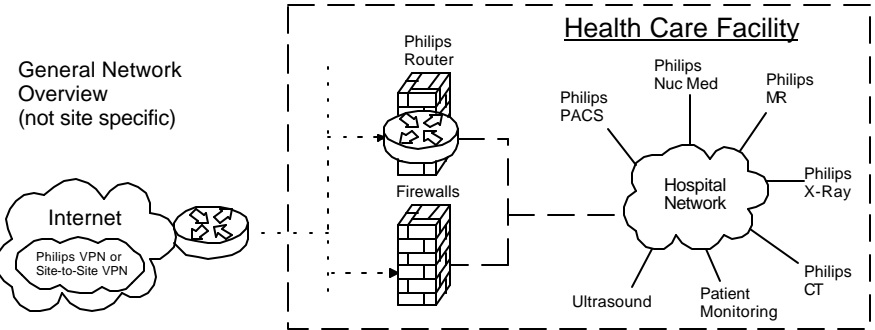 General Network
Overview
(not site specific)
Internet
Philips VPN or
Site-to-Site VPN
Health Care Facility
Philips
Router
Firewalls
Hospital
Network
Philips
PACS
Philips
Nuc Med
Philips
MR
Philips
X-Ray
Philips
CT
Patient
Monitoring
Ultrasound